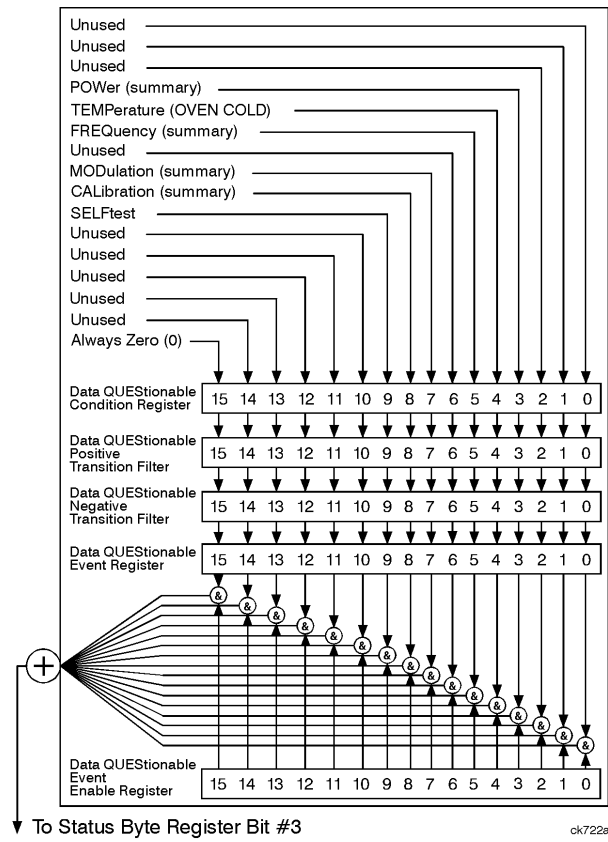 Unused
Unused
Unused
POWer (summary)
TEMPerature (OVEN COLD)
FREQuency (summary)
Unused
MODulation (summary)
CALibration (summary)
SELFtest
Unused
Unused
Unused
Unused
Unused
Always Zero (0)
Data QUEStionable
Condition Register
15 14 13 12 11 10 9 8 7 6 5 4 3 2 1 0
Data QUEStionable
Positive
Transition Filter
15 14 13 12 11 10 9 8 7 6 5 4 3 2 1 0
Data QUEStionable
Negative
Transition Filter
15 14 13 12 11 10 9 8 7 6 5 4 3 2 1 0
Data QUEStionable
Event Register
15 14 13 12 11 10 9 8 7 6 5 4 3 2 1 0
& & & & & & & & & & & & & & & &
+
Data QUEStionable
Event
Enable Register
15 14 13 12 11 10 9 8 7 6 5 4 3 2 1 0
To Status Byte Register Bit #3
ck722a